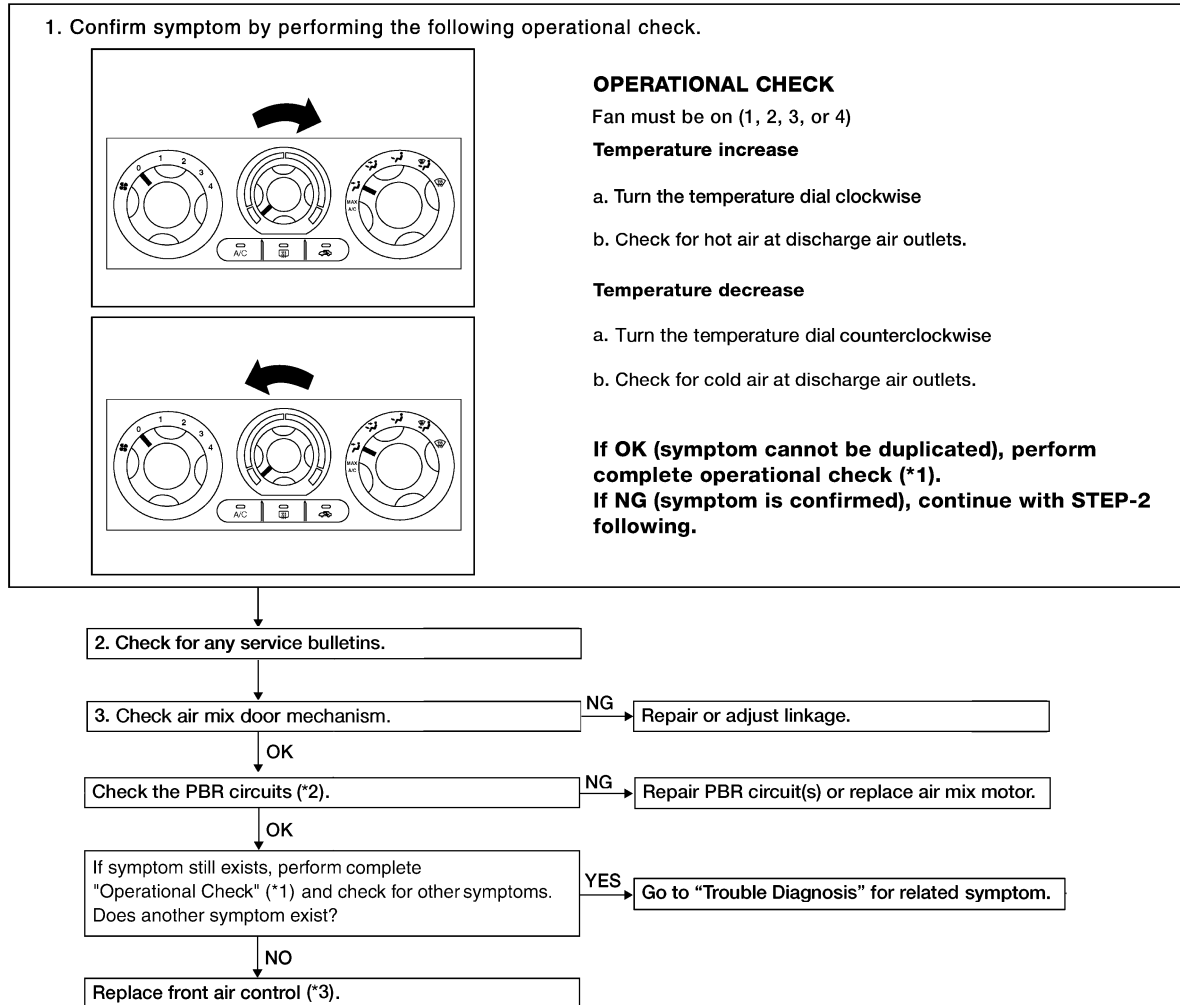 1. Confirm symptom by performing the following operational check.
0 1 2 3 4
MAX
A/C
A/C
OPERATIONAL CHECK
Fan must be on (1, 2, 3, or 4)
Temperature increase
a. Turn the temperature dial clockwise
b. Check for hot air at discharge air outlets.
0 1 2 3 4
MAX
A/C
A/C
Temperature decrease
a. Turn the temperature dial counterclockwise
b. Check for cold air at discharge air outlets.
If OK (symptom cannot be duplicated), perform
complete operational check (*1).
If NG (symptom is confirmed), continue with STEP-2
following.
2. Check for any service bulletins.
3. Check air mix door mechanism.
NG
Repair or adjust linkage.
OK
Check the PBR circuits (*2).
NG
Repair PBR circuit(s) or replace air mix motor.
OK
If symptom still exists, perform complete
"Operational Check" (*1) and check for other symptoms.
Does another symptom exist?
YES
Go to “Trouble Diagnosis” for related symptom.
NO
Replace front air control (*3).